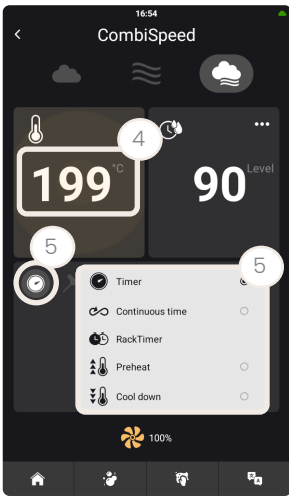 16:54
CombiSpeed
4
199 °C
90 Level
5
5
Timer
Continuous time
RackTimer
Preheat
Cool down
100%